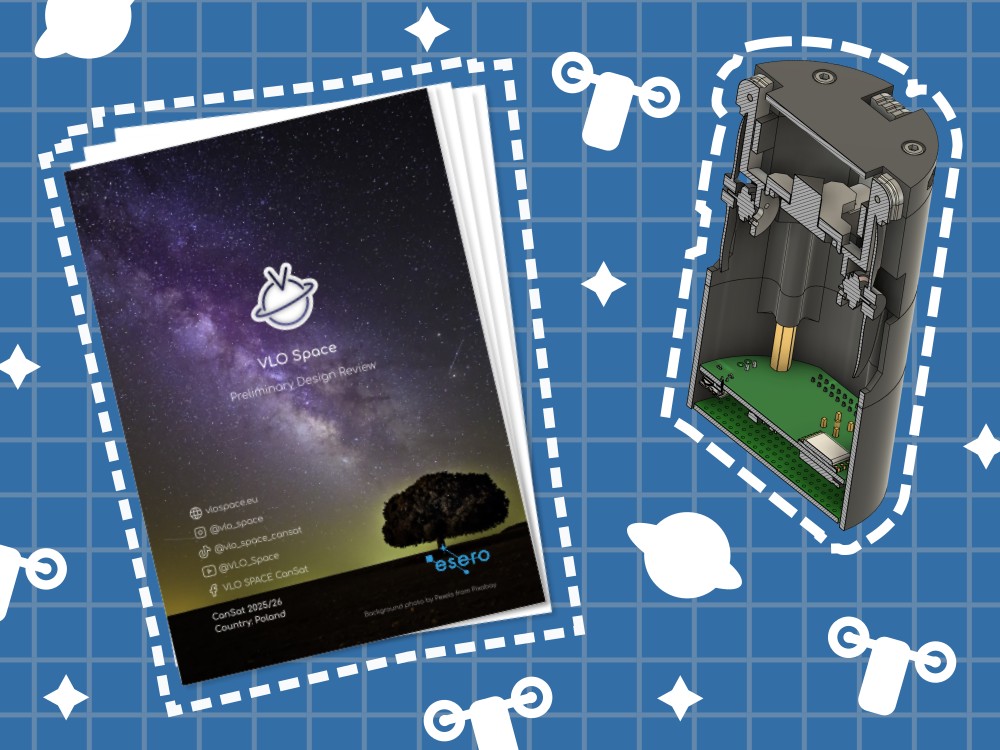 VLO Space
Preliminary Design Review
vlospace.eu
@vlo_space
@vlo_space_cansat
@VLO_Space
VLO SPACE CanSat
CanSat 2025/26
Country: Poland
esero
Background photo by Pexels from Pixabay